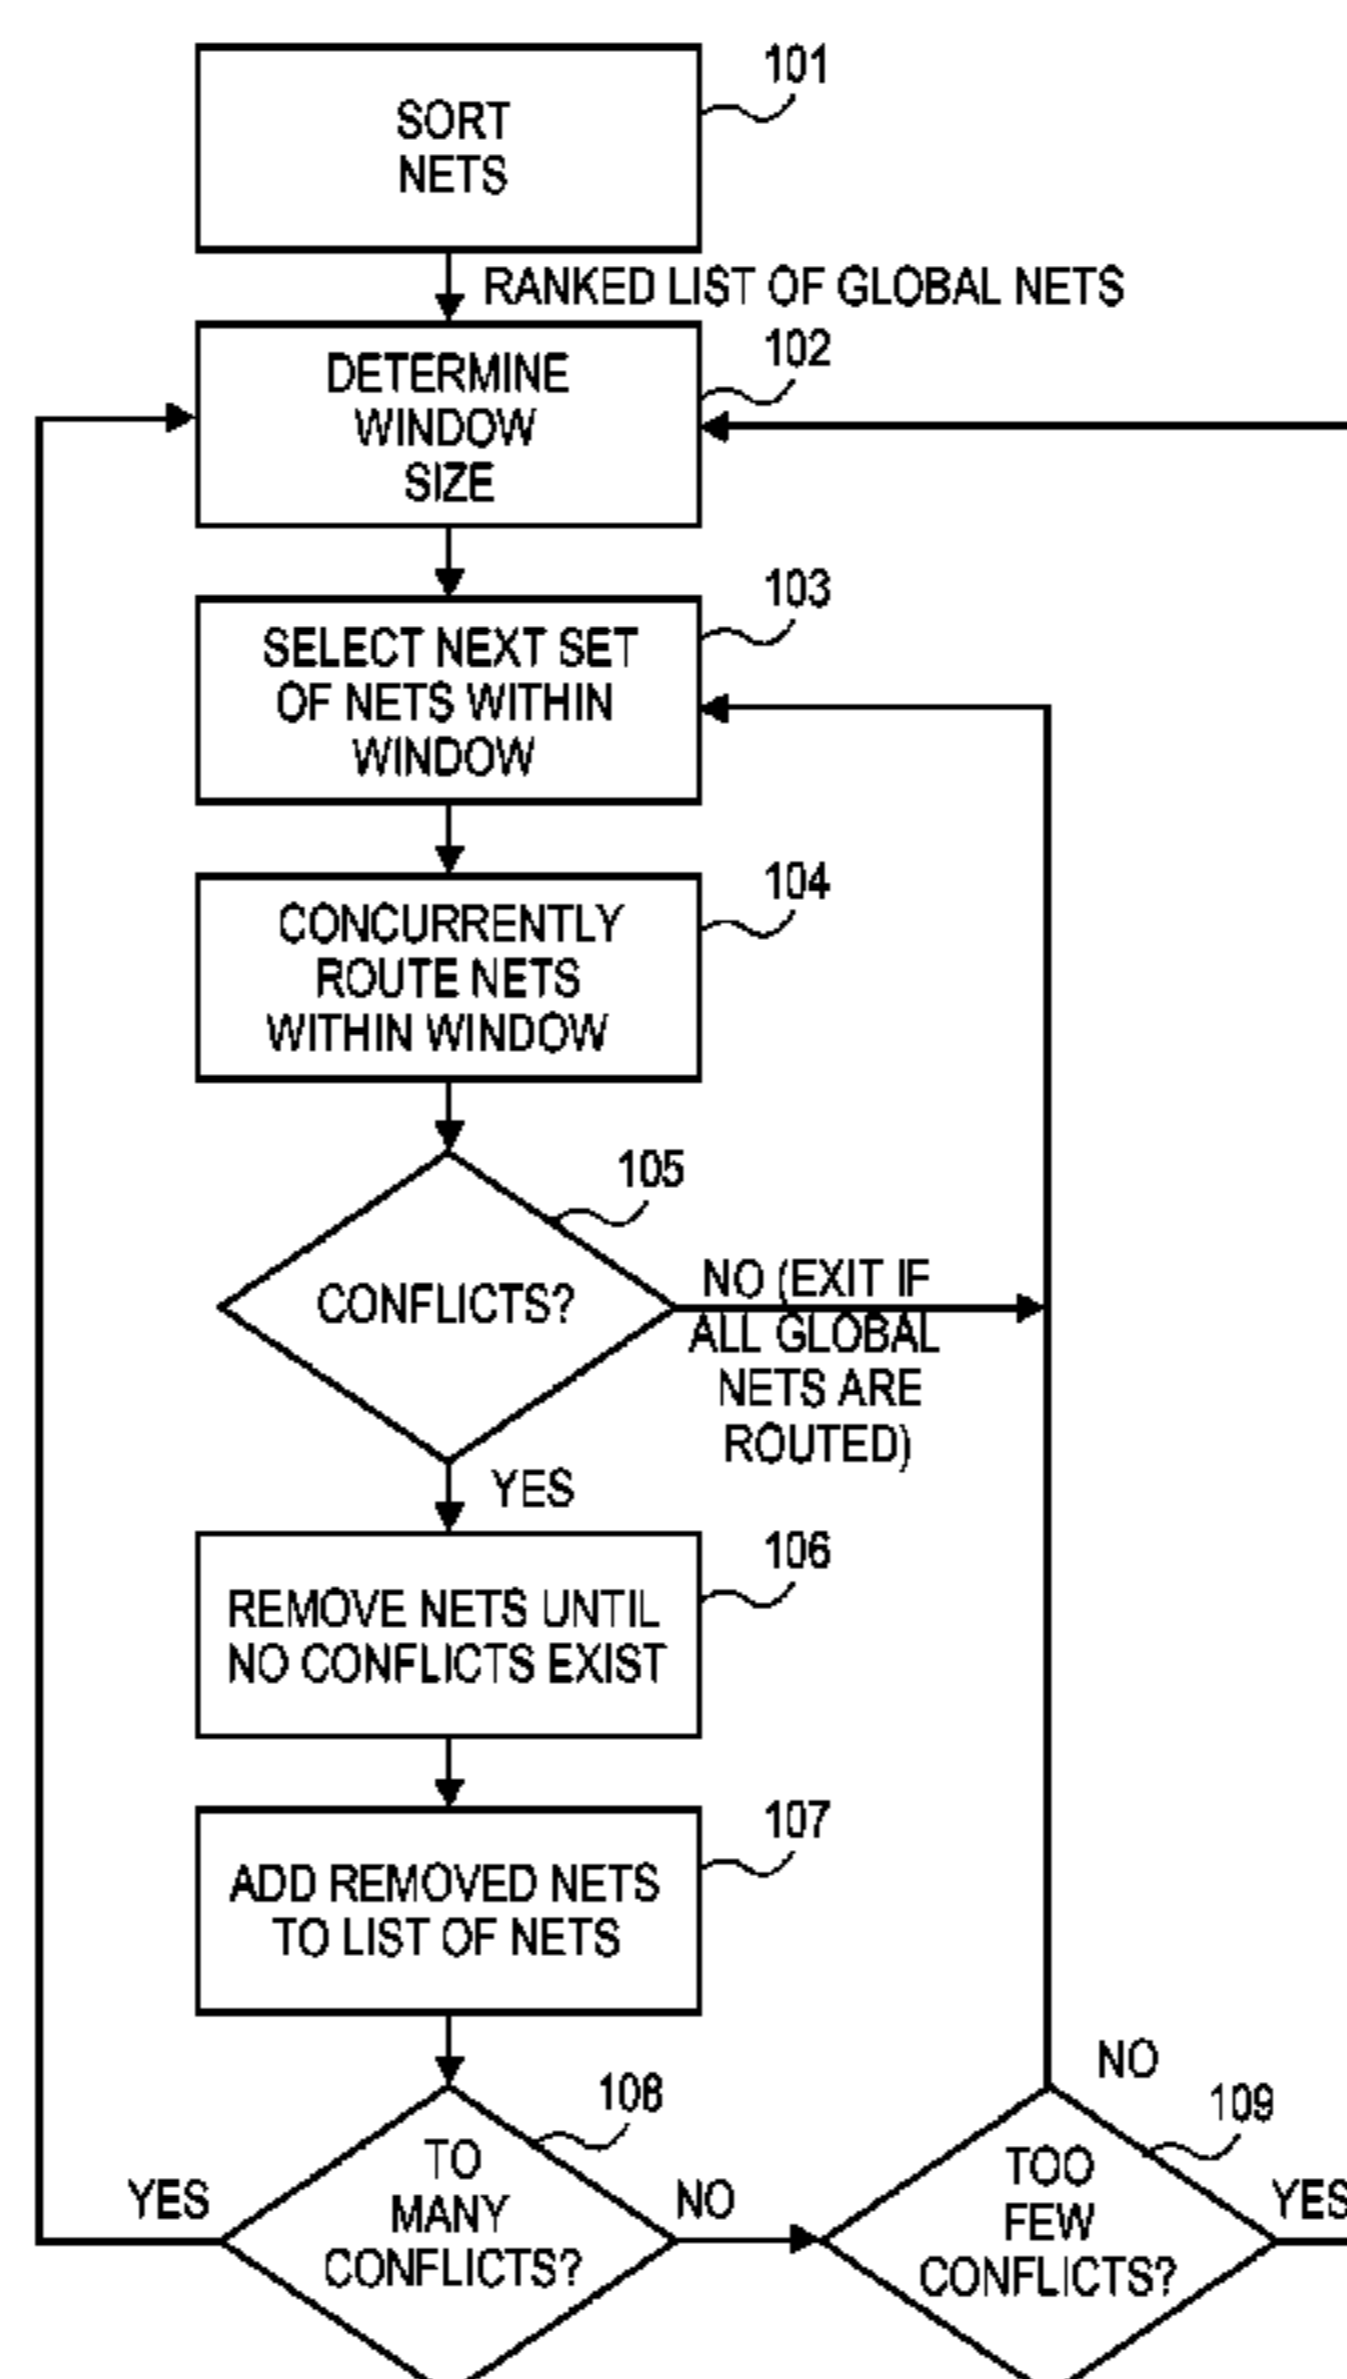 101
SORT
NETS
RANKED LIST OF GLOBAL NETS
102
DETERMINE
WINDOW
SIZE
103
SELECT NEXT SET
OF NETS WITHIN
WINDOW
104
CONCURRENTLY
ROUTE NETS
WITHIN WINDOW
105
CONFLICTS?
NO (EXIT IF
ALL GLOBAL
NETS ARE
ROUTED)
YES
106
REMOVE NETS UNTIL
NO CONFLICTS EXIST
107
ADD REMOVED NETS
TO LIST OF NETS
108
TO
MANY
CONFLICTS?
YES
NO
NO
109
TOO
FEW
CONFLICTS?
YES